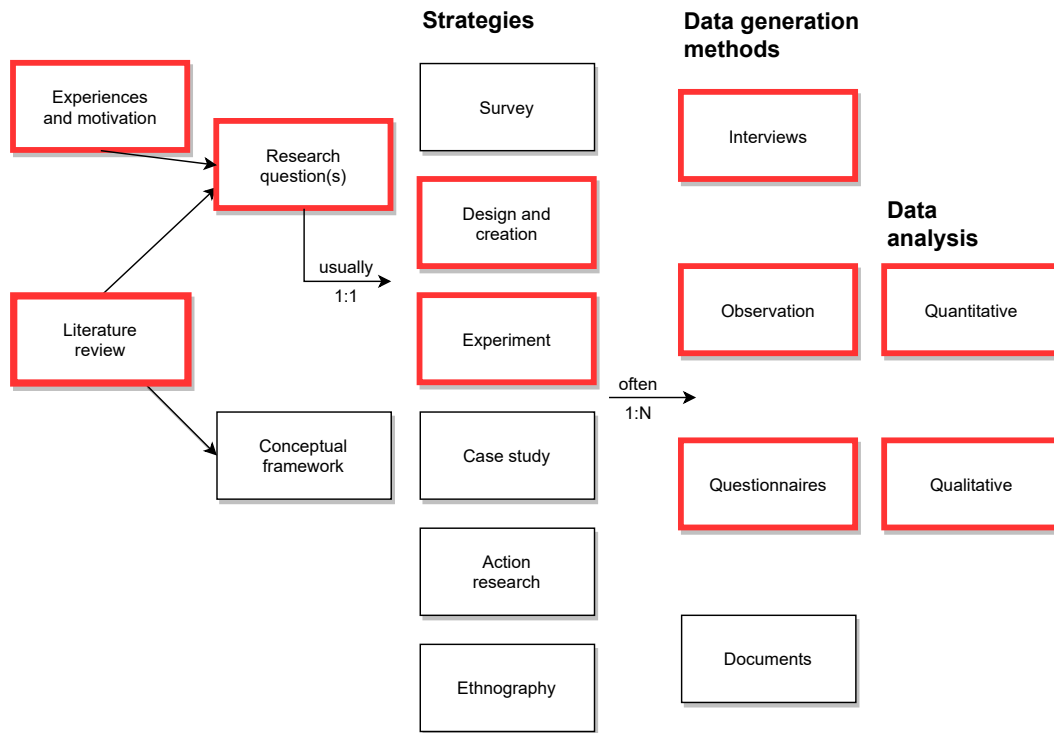 Strategies
Data generation
methods
Experiences
and motivation
Survey
Interviews
Research
question(s)
Design and
creation
Data
analysis
usually
1:1
Literature
review
Experiment
Observation
Quantitative
often
1:N
Conceptual
framework
Case study
Questionnaires
Qualitative
Action
research
Ethnography
Documents